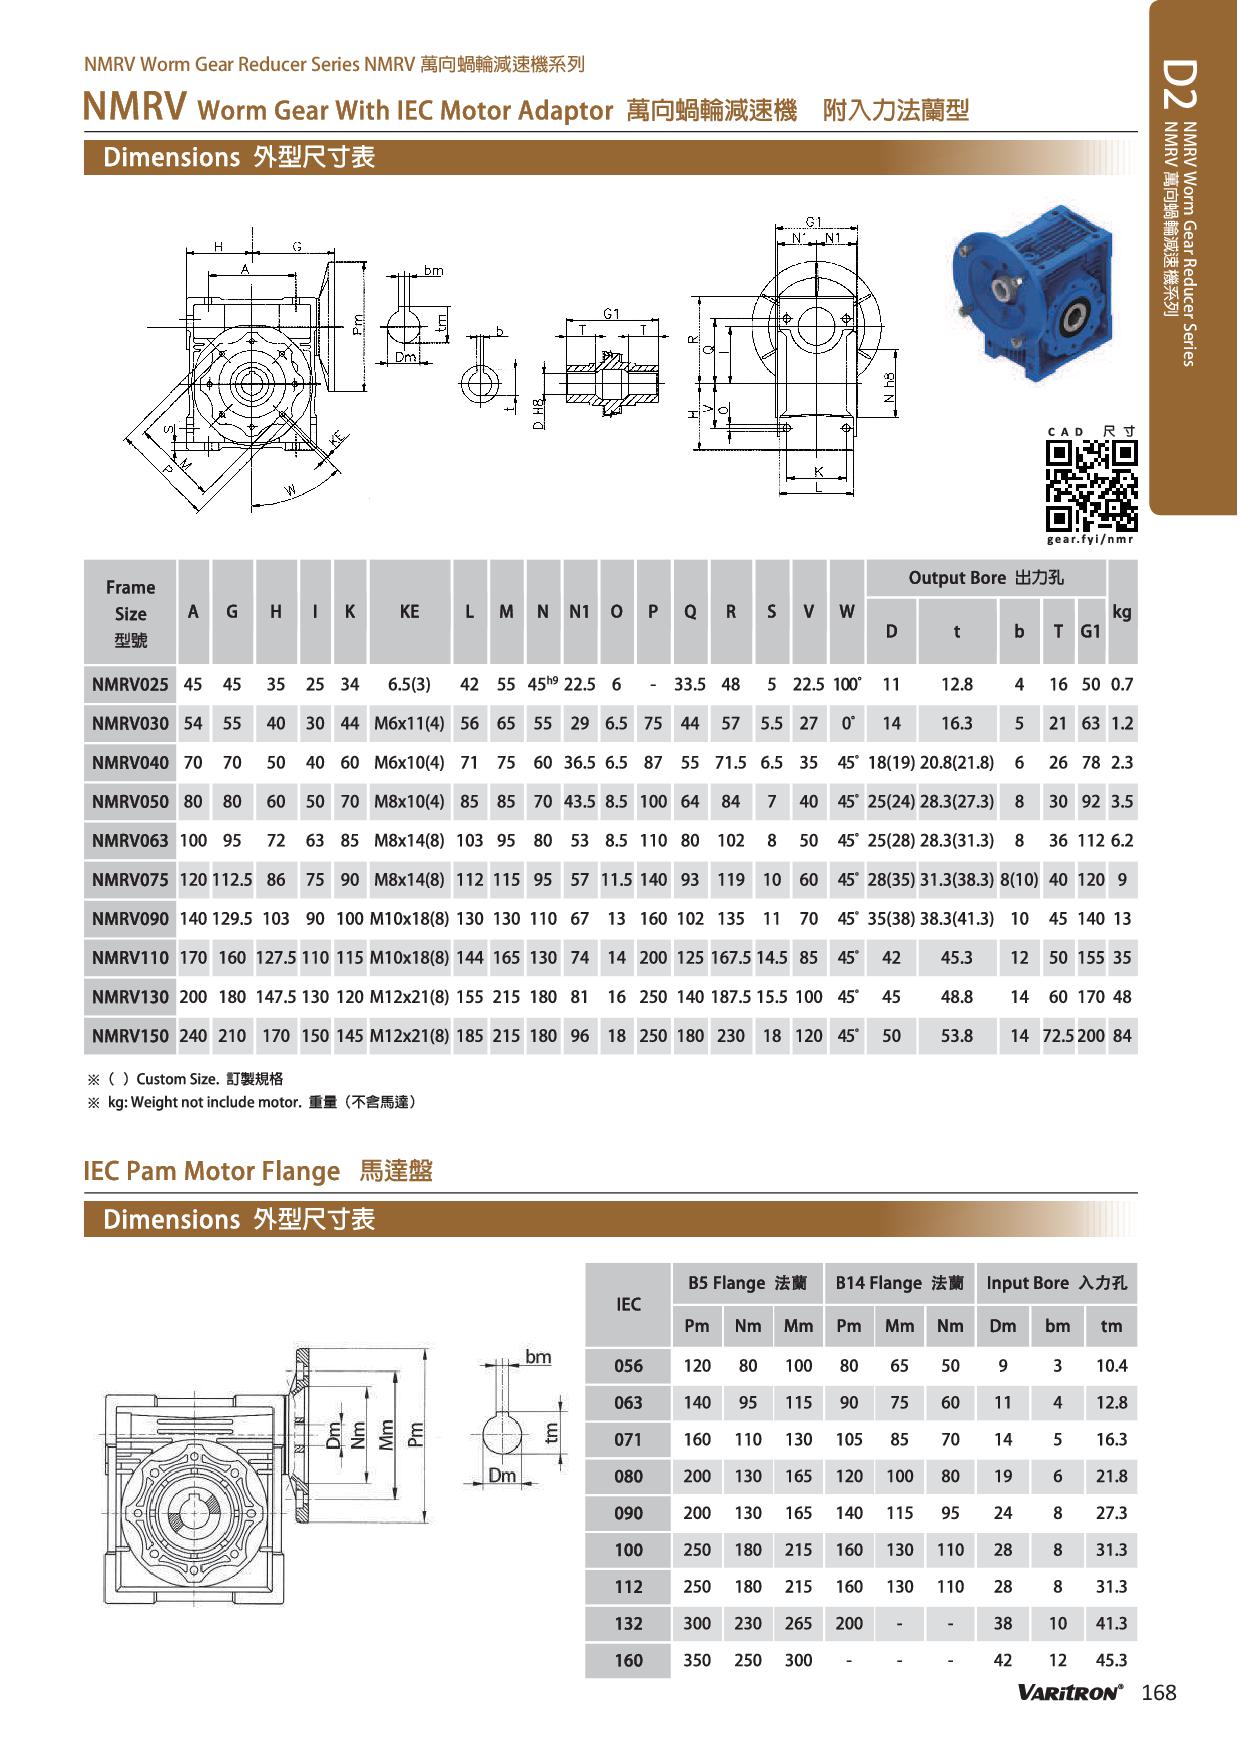 NMRV Worm Gear Reducer Series NMRV 萬向蝸輪減速機系列
NMRV Worm Gear With IEC Motor Adaptor 萬向蝸輪減速機 附入力法蘭型
Dimensions 外型尺寸表
D2 NMRV Worm Gear Reducer Series
NMRV 萬向蝸輪減速機系列
H G
A
Pm
bm
tm
Dm
b
t
G1
T T
D H8
S
M
P
KE
W
G1
N1 N1
R Q I
H V O
N h8
K
L
CAD 尺寸
gear.fyi/nmr
Frame Size 型號 A G H I K KE L M N N1 O P Q R S V W Output Bore 出力孔 kg
D t b T G1
NMRV025 45 45 35 25 34 6.5(3) 42 55 45h9 22.5 6 - 33.5 48 5 22.5 100° 11 12.8 4 16 50 0.7
NMRV030 54 55 40 30 44 M6x11(4) 56 65 55 29 6.5 75 44 57 5.5 27 0° 14 16.3 5 21 63 1.2
NMRV040 70 70 50 40 60 M6x10(4) 71 75 60 36.5 6.5 87 55 71.5 6.5 35 45° 18(19) 20.8(21.8) 6 26 78 2.3
NMRV050 80 80 60 50 70 M8x10(4) 85 85 70 43.5 8.5 100 64 84 7 40 45° 25(24) 28.3(27.3) 8 30 92 3.5
NMRV063 100 95 72 63 85 M8x14(8) 103 95 80 53 8.5 110 80 102 8 50 45° 25(28) 28.3(31.3) 8 36 112 6.2
NMRV075 120 112.5 86 75 90 M8x14(8) 112 115 95 57 11.5 140 93 119 10 60 45° 28(35) 31.3(38.3) 8(10) 40 120 9
NMRV090 140 129.5 103 90 100 M10x18(8) 130 130 110 67 13 160 102 135 11 70 45° 35(38) 38.3(41.3) 10 45 140 13
NMRV110 170 160 127.5 110 115 M10x18(8) 144 165 130 74 14 200 125 167.5 14.5 85 45° 42 45.3 12 50 155 35
NMRV130 200 180 147.5 130 120 M12x21(8) 155 215 180 81 16 250 140 187.5 15.5 100 45° 45 48.8 14 60 170 48
NMRV150 240 210 170 150 145 M12x21(8) 185 215 180 96 18 250 180 230 18 120 45° 50 53.8 14 72.5 200 84
※（ ）Custom Size. 訂製規格
※ kg: Weight not include motor. 重量（不含馬達）
IEC Pam Motor Flange 馬達盤
Dimensions 外型尺寸表
Dm Nm Mm Pm
bm
tm
Dm
IEC B5 Flange 法蘭 B14 Flange 法蘭 Input Bore 入力孔
Pm Nm Mm Pm Mm Nm Dm bm tm
056 120 80 100 80 65 50 9 3 10.4
063 140 95 115 90 75 60 11 4 12.8
071 160 110 130 105 85 70 14 5 16.3
080 200 130 165 120 100 80 19 6 21.8
090 200 130 165 140 115 95 24 8 27.3
100 250 180 215 160 130 110 28 8 31.3
112 250 180 215 160 130 110 28 8 31.3
132 300 230 265 200 - - 38 10 41.3
160 350 250 300 - - - 42 12 45.3
VARiTRON® 168